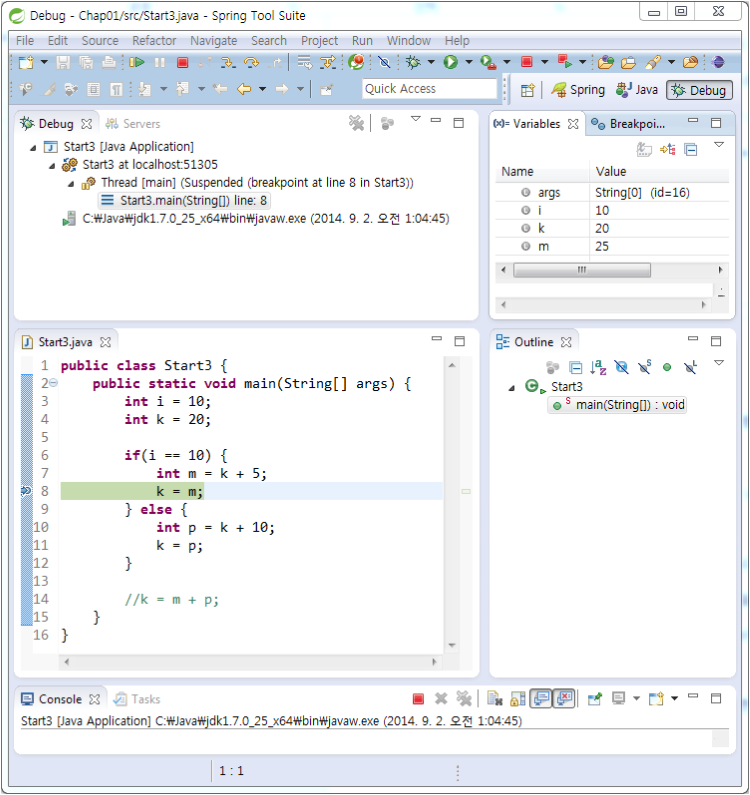 Debug - Chap01/src/Start3.java - Spring Tool Suite
File Edit Source Refactor Navigate Search Project Run Window Help
Quick Access
Spring Java Debug
Debug Servers
Start3 [Java Application]
Start3 at localhost:51305
Thread [main] (Suspended (breakpoint at line 8 in Start3))
Start3.main(String[]) line: 8
C:₩Java₩jdk1.7.0_25_x64₩bin₩javaw.exe (2014. 9. 2. 오전 1:04:45)
(x)= Variables Breakpoi...
Name Value
args String[0] (id=16)
i 10
k 20
m 25
Start3.java
1 public class Start3 {
2 public static void main(String[] args) {
3 int i = 10;
4 int k = 20;
5
6 if(i == 10) {
7 int m = k + 5;
8 k = m;
9 } else {
10 int p = k + 10;
11 k = p;
12 }
13
14 //k = m + p;
15 }
16 }
Outline
Start3
main(String[]) : void
Console Tasks
Start3 [Java Application] C:₩Java₩jdk1.7.0_25_x64₩bin₩javaw.exe (2014. 9. 2. 오전 1:04:45)
1 : 1